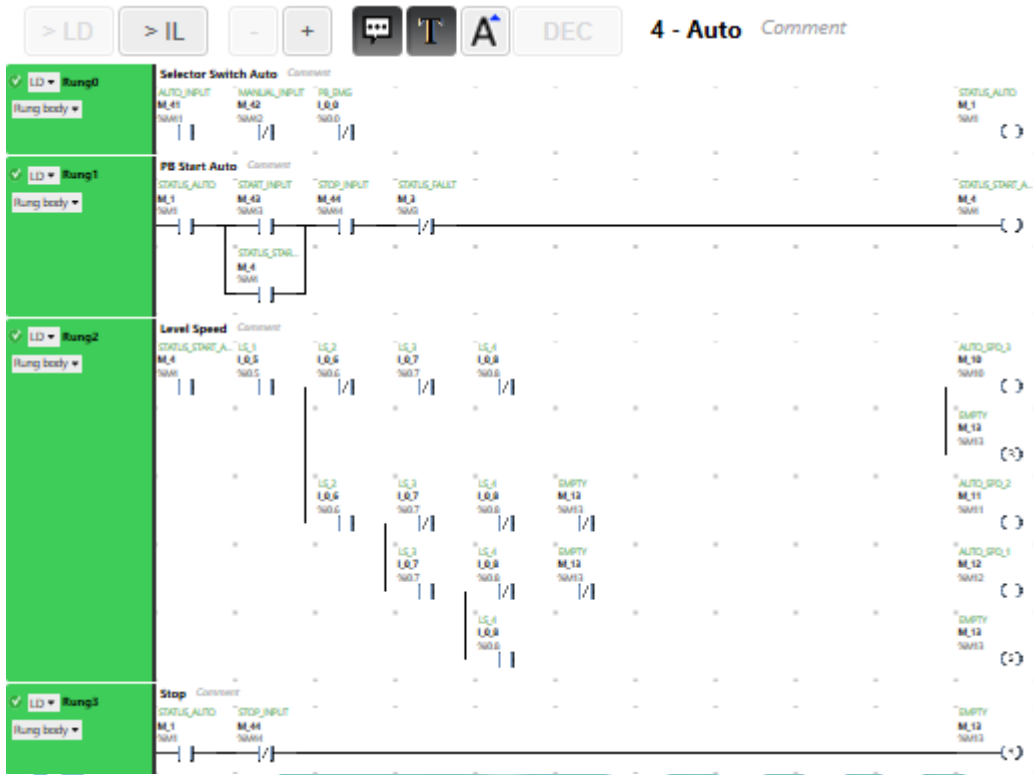 > LD > IL - + T A DEC 4 - Auto Comment
LD Rung0 Selector Switch Auto Comment
Rung body
AUTO_INPUT MANUAL_INPUT PB_EMG STATUS_AUTO
M_41 M_42 I_0_0 M_1
%M41 %M42 %I0.0 %M1
LD Rung1 PB Start Auto Comment
Rung body
STATUS_AUTO START_INPUT STOP_INPUT STATUS_FAULT STATUS_START_A...
M_1 M_43 M_44 M_3 M_4
%M1 %M43 %M44 %M3 %M4
STATUS_STAR...
M_4
%M4
LD Rung2 Level Speed Comment
Rung body
STATUS_START_A... LS_1 LS_2 LS_3 LS_4 AUTO_SPD_3
M_4 I_0_5 I_0_6 I_0_7 I_0_8 M_10
%M4 %I0.5 %I0.6 %I0.7 %I0.8 %M10
EMPTY
M_13
%M13
R
LS_2 LS_3 LS_4 EMPTY AUTO_SPD_2
I_0_6 I_0_7 I_0_8 M_13 M_11
%I0.6 %I0.7 %I0.8 %M13 %M11
LS_3 LS_4 EMPTY AUTO_SPD_1
I_0_7 I_0_8 M_13 M_12
%I0.7 %I0.8 %M13 %M12
LS_4 EMPTY
I_0_8 M_13
%I0.8 %M13
S
LD Rung3 Stop Comment
Rung body
STATUS_AUTO STOP_INPUT EMPTY
M_1 M_44 M_13
%M1 %M44 %M13